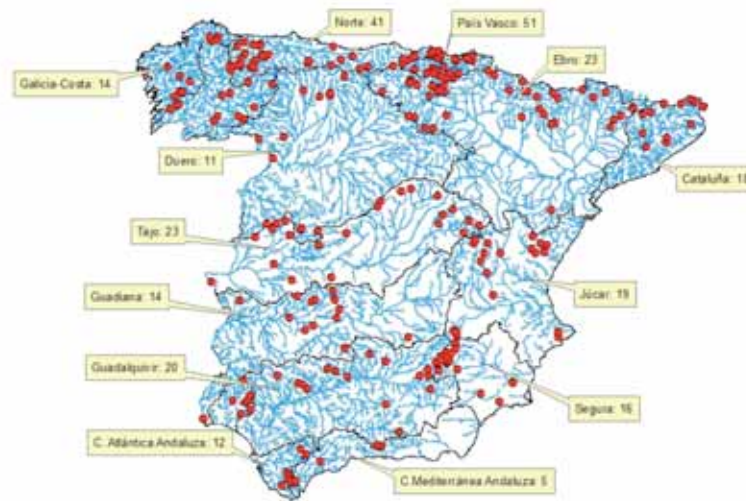 Norte: 41
País Vasco: 51
Galicia-Costa: 14
Ebro: 23
Duero: 11
Cataluña: 18
Tajo: 23
Guadiana: 14
Júcar: 19
Guadalquivir: 20
Segura: 16
C. Atlántica Andaluza: 12
C.Mediterránea Andaluza: 5